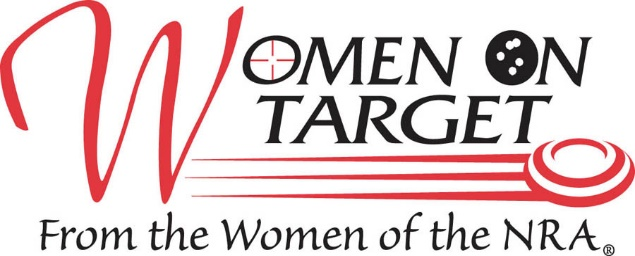 WOMEN ON
TARGET
From the Women of the NRA®